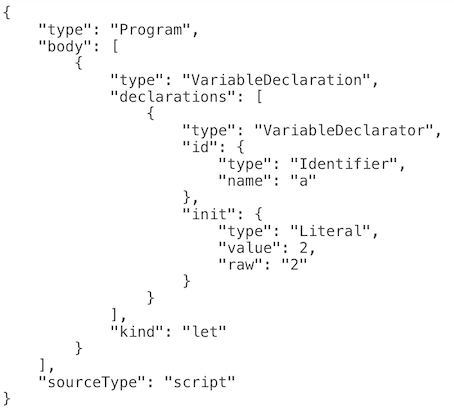 {
    "type": "Program",
    "body": [
        {
            "type": "VariableDeclaration",
            "declarations": [
                {
                    "type": "VariableDeclarator",
                    "id": {
                        "type": "Identifier",
                        "name": "a"
                    },
                    "init": {
                        "type": "Literal",
                        "value": 2,
                        "raw": "2"
                    }
                }
            ],
            "kind": "let"
        }
    ],
    "sourceType": "script"
}